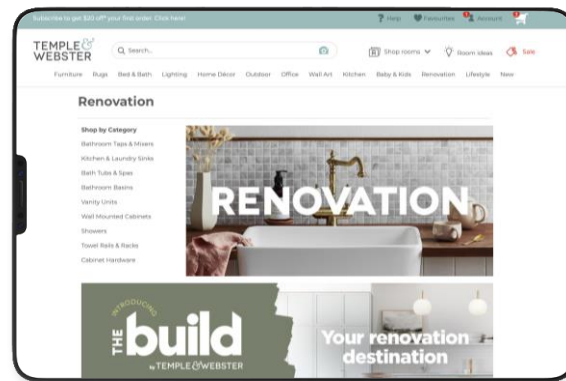 Subscribe to get $20 off* your first order. Click here!
? Help Favourites Account
TEMPLE &
WEBSTER
Search...
Shop rooms Room Ideas Sale
Furniture Rugs Bed & Bath Lighting Home Décor Outdoor Office Wall Art Kitchen Baby & Kids Renovation Lifestyle New
Renovation
Shop by Category
Bathroom Taps & Mixers
Kitchen & Laundry Sinks
Bath Tubs & Spas
Bathroom Basins
Vanity Units
Wall Mounted Cabinets
Showers
Towel Rails & Racks
Cabinet Hardware
RENOVATION
INTRODUCING
THE build
by TEMPLE & WEBSTER
Your renovation
destination